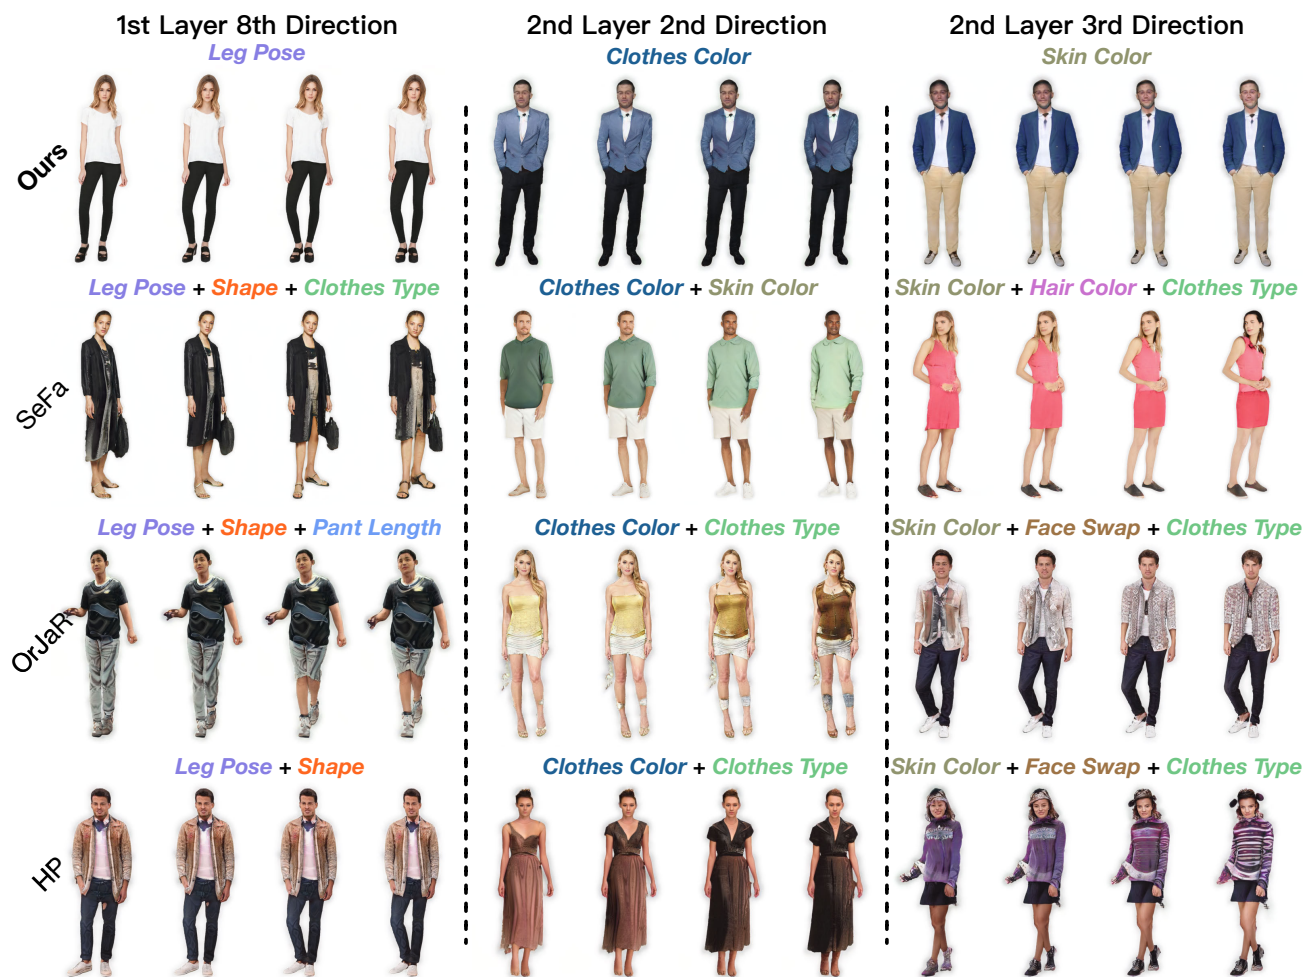 1st Layer 8th Direction
2nd Layer 2nd Direction
2nd Layer 3rd Direction
Leg Pose
Clothes Color
Skin Color
Ours
Leg Pose + Shape + Clothes Type
Clothes Color + Skin Color
Skin Color + Hair Color + Clothes Type
SeFa
Leg Pose + Shape + Pant Length
Clothes Color + Clothes Type
Skin Color + Face Swap + Clothes Type
OrJaR
Leg Pose + Shape
Clothes Color + Clothes Type
Skin Color + Face Swap + Clothes Type
HP